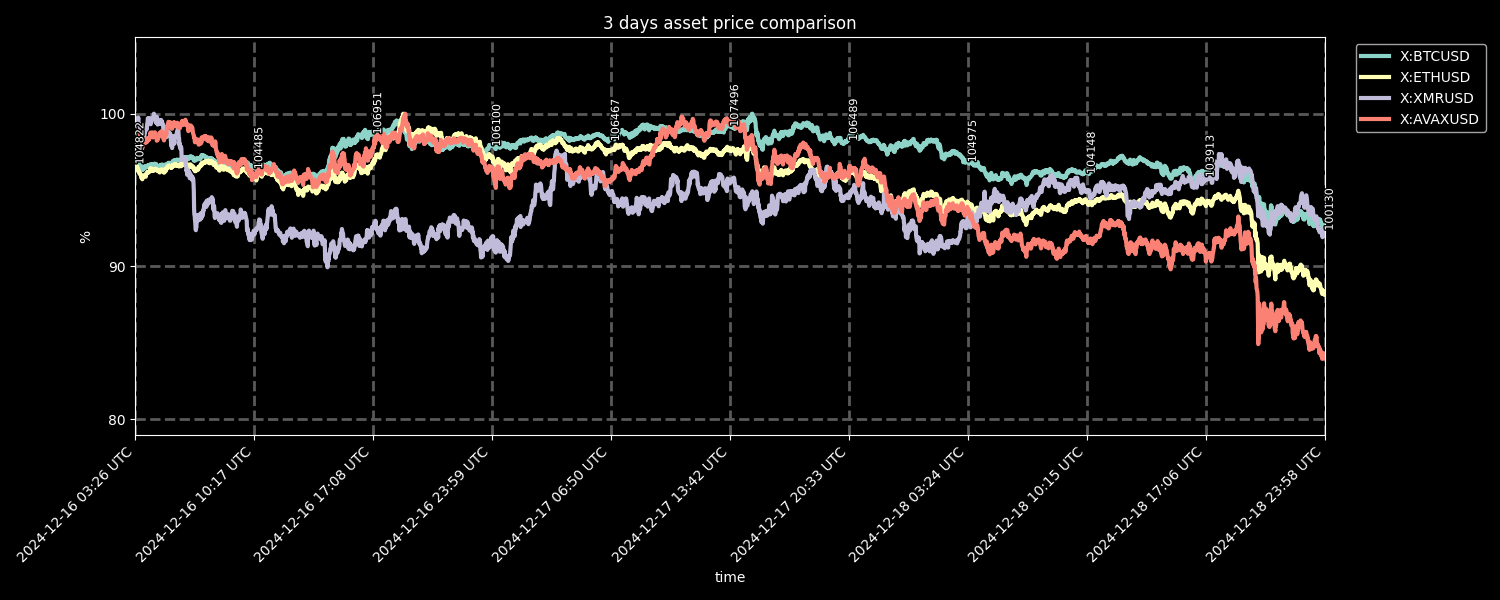 3 days asset price comparison
X:BTCUSD
X:ETHUSD
X:XMRUSD
X:AVAXUSD
100
90
80
%
104822
104485
106951
106100
106467
107496
106489
104975
104148
103913
100130
2024-12-16 03:26 UTC
2024-12-16 10:17 UTC
2024-12-16 17:08 UTC
2024-12-16 23:59 UTC
2024-12-17 06:50 UTC
2024-12-17 13:42 UTC
2024-12-17 20:33 UTC
2024-12-18 03:24 UTC
2024-12-18 10:15 UTC
2024-12-18 17:06 UTC
2024-12-18 23:58 UTC
time